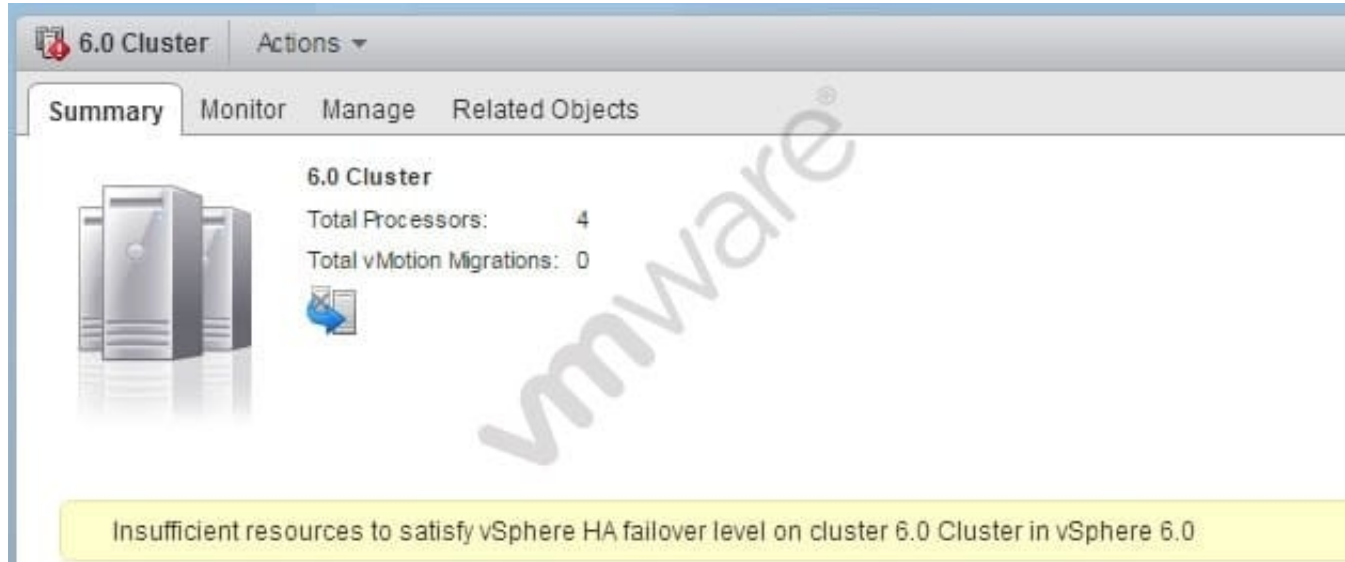 6.0 Cluster Actions
Summary Monitor Manage Related Objects
6.0 Cluster
Total Processors: 4
Total vMotion Migrations: 0
vmware®
Insufficient resources to satisfy vSphere HA failover level on cluster 6.0 Cluster in vSphere 6.0